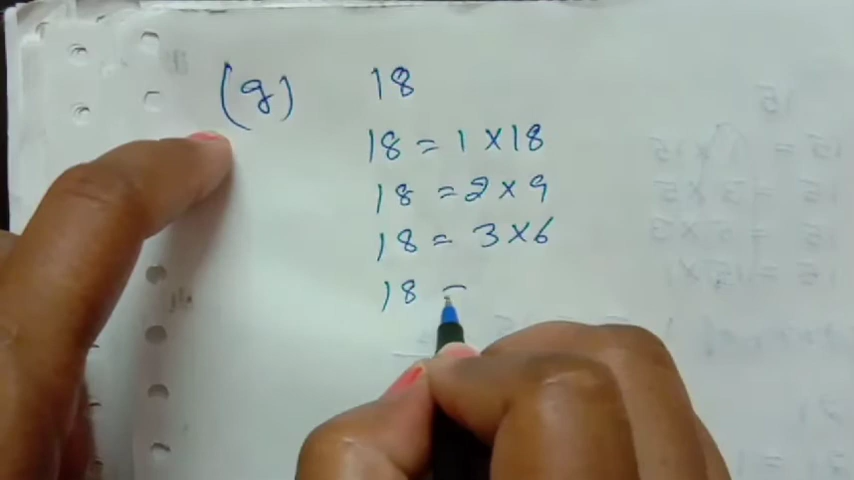 (g) 18
18 = 1 × 18
18 = 2 × 9
18 = 3 × 6
18 =